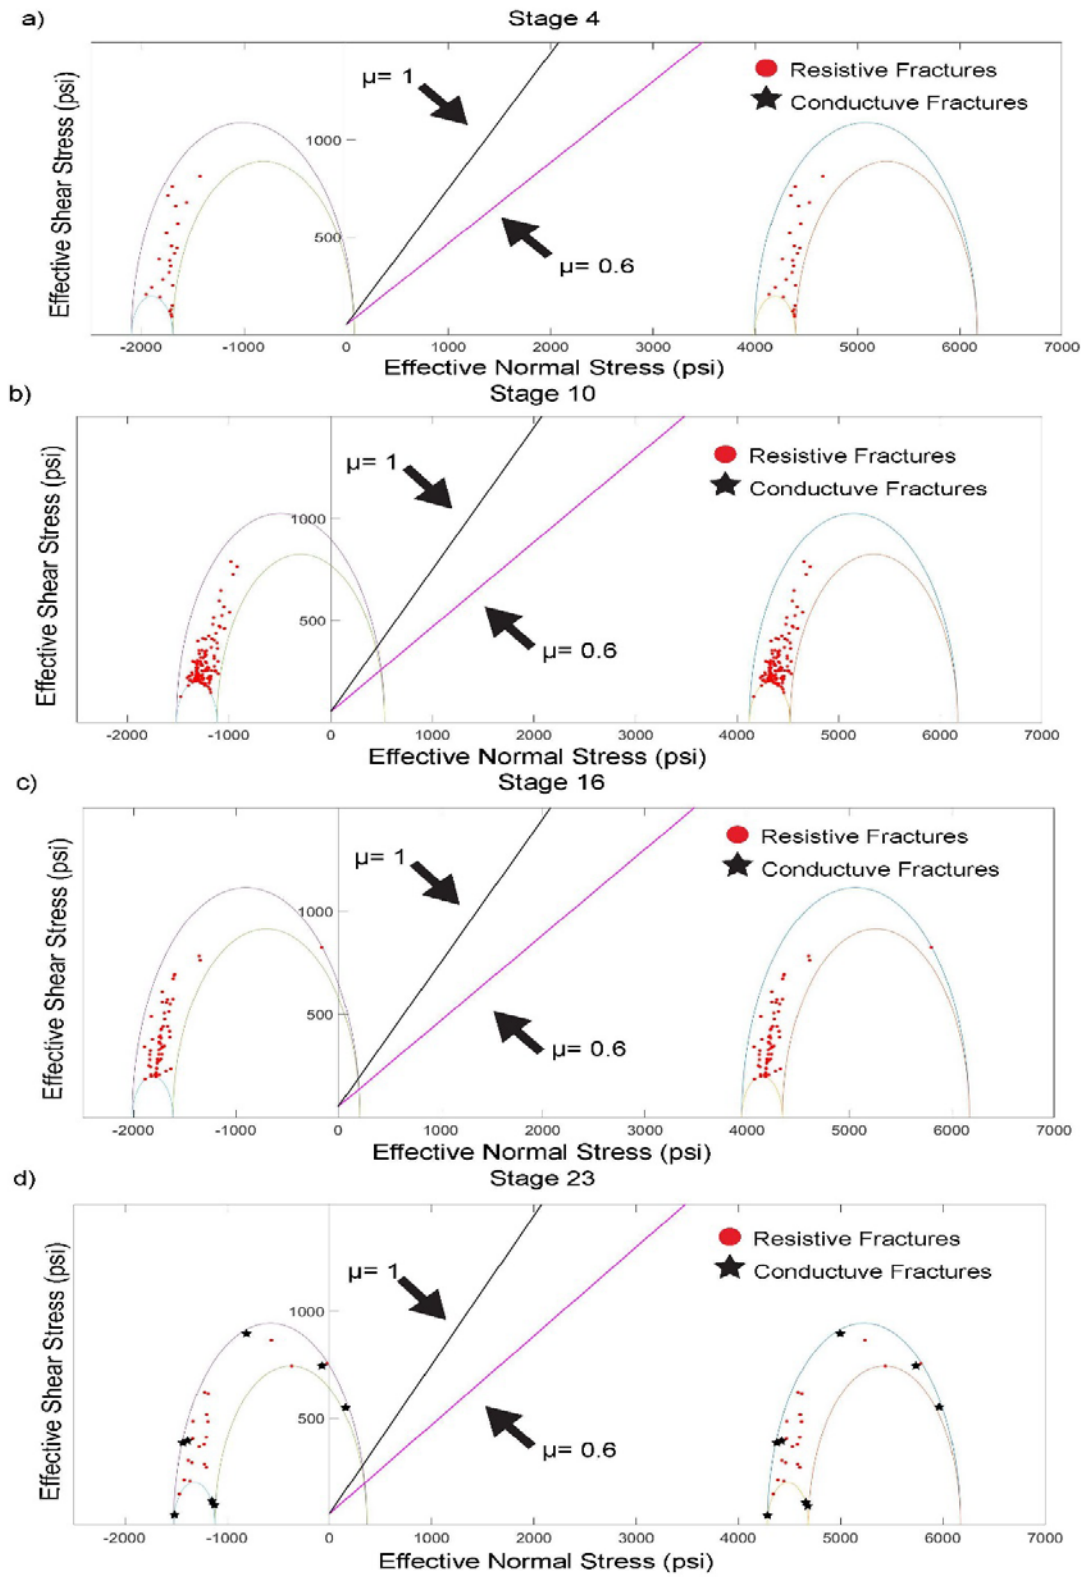 a)
Stage 4
Effective Shear Stress (psi)
μ= 1
Resistive Fractures
Conductuve Fractures
1000
500
μ= 0.6
-2000 -1000 0 1000 2000 3000 4000 5000 6000 7000
Effective Normal Stress (psi)
b)
Stage 10
Effective Shear Stress (psi)
μ= 1
Resistive Fractures
Conductuve Fractures
1000
500
μ= 0.6
-2000 -1000 0 1000 2000 3000 4000 5000 6000 7000
Effective Normal Stress (psi)
c)
Stage 16
Effective Shear Stress (psi)
μ= 1
Resistive Fractures
Conductuve Fractures
1000
500
μ= 0.6
-2000 -1000 0 1000 2000 3000 4000 5000 6000 7000
Effective Normal Stress (psi)
d)
Stage 23
Effective Shear Stress (psi)
μ= 1
Resistive Fractures
Conductuve Fractures
1000
500
μ= 0.6
-2000 -1000 0 1000 2000 3000 4000 5000 6000 7000
Effective Normal Stress (psi)